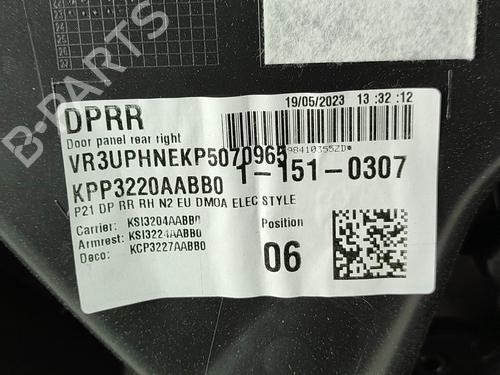 B-PARTS
19/05/2023 13:32:12
DPRR
Door panel rear right
VR3UPHNEKP5070965
*98410355ZD*
KPP3220AABB0
1-151-0307
P21 DP RR RH N2 EU DMOA ELEC STYLE
Carrier: KSI3204AABB0
Armrest: KSI3224AABB0
Deco: KCP3227AABB0
Position
06